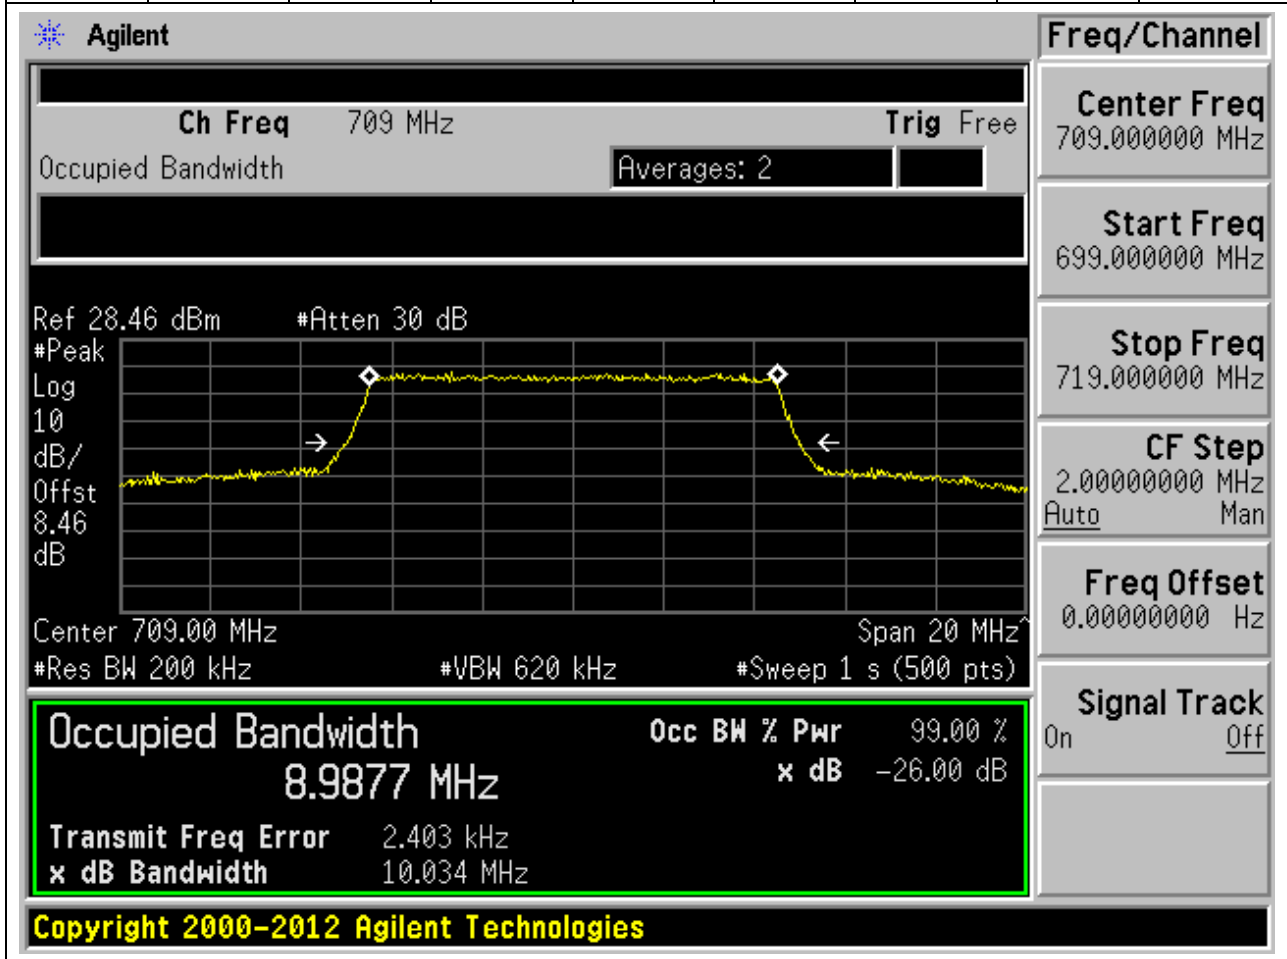 Agilent
Freq/Channel
Ch Freq 709 MHz Trig Free
Occupied Bandwidth Averages: 2
Center Freq
709.000000 MHz
Start Freq
699.000000 MHz
Stop Freq
719.000000 MHz
CF Step
2.00000000 MHz
Auto Man
Freq Offset
0.00000000 Hz
Signal Track
On Off
Ref 28.46 dBm #Atten 30 dB
#Peak
Log
10
dB/
Offst
8.46
dB
Center 709.00 MHz Span 20 MHz^
#Res BW 200 kHz #VBW 620 kHz #Sweep 1 s (500 pts)
Occupied Bandwidth Occ BW % Pwr 99.00 %
8.9877 MHz x dB -26.00 dB
Transmit Freq Error 2.403 kHz
x dB Bandwidth 10.034 MHz
Copyright 2000-2012 Agilent Technologies